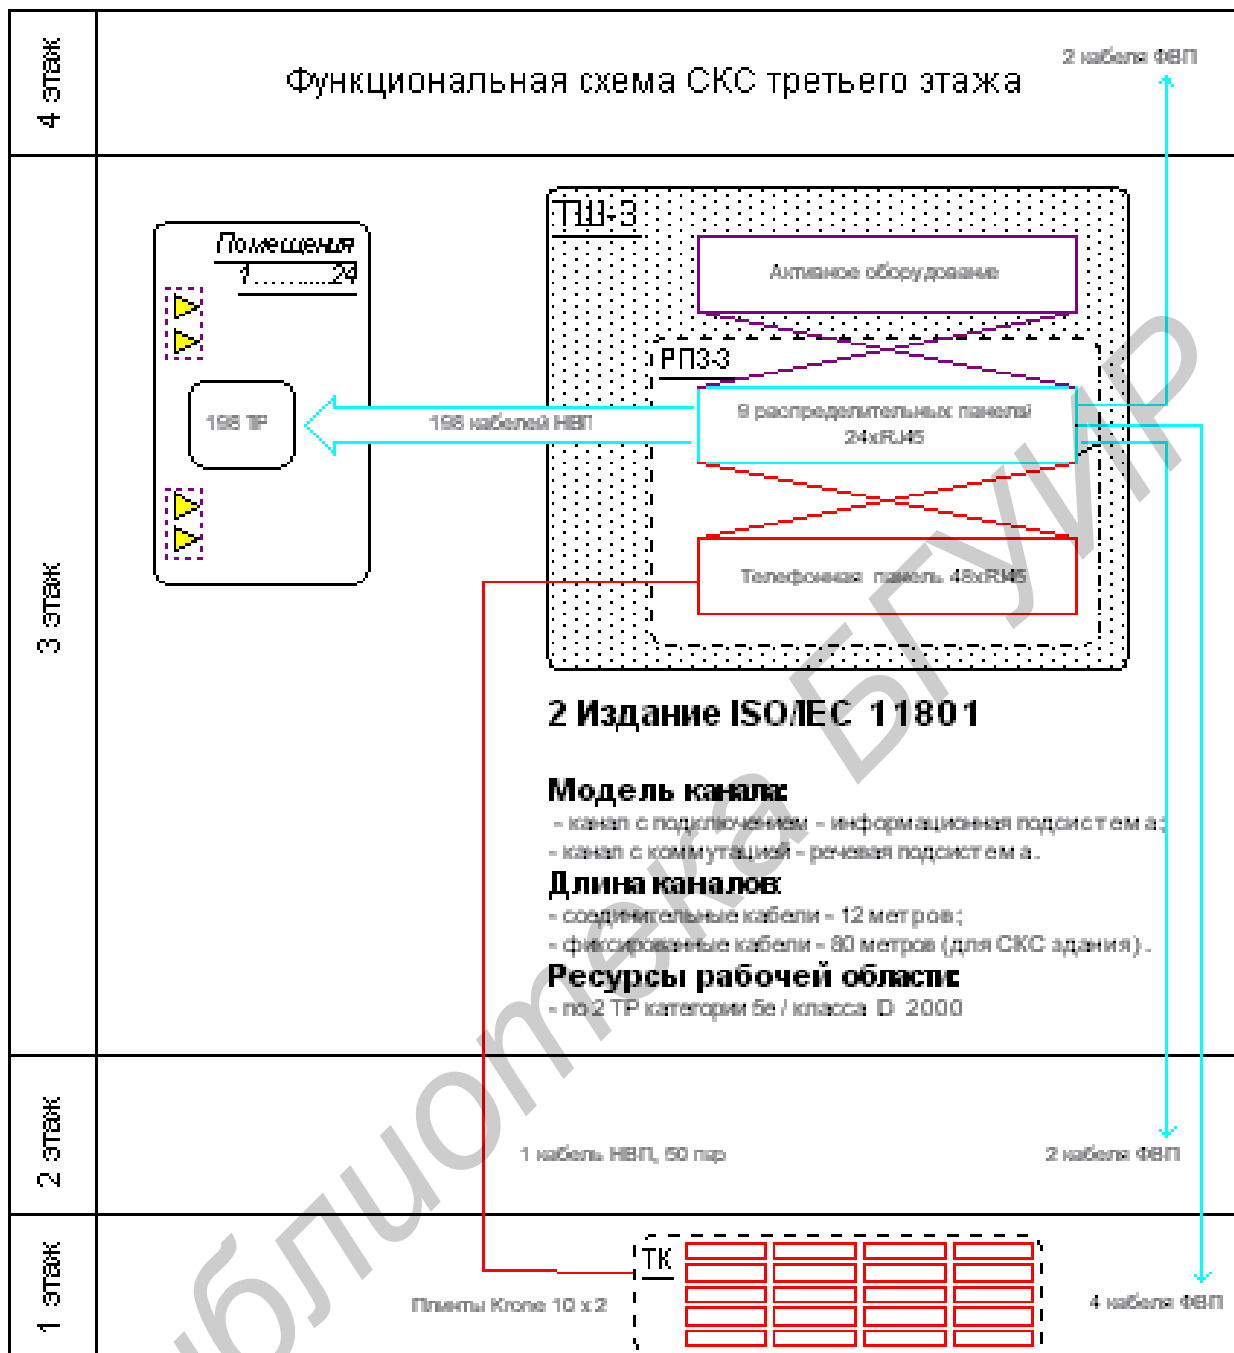 4 этаж
Функциональная схема СКС третьего этажа
2 кабеля ФВП
3 этаж
Помещения
1..........24
198 ТР
198 кабелей НВП
ТШ-3
Активное оборудование
РПЗ-3
9 распределительных панелей
24xRJ45
Телефонная панель 48xRJ45
2 Издание ISO/IEC 11801
Модель канала:
- канал с подключением - информационная подсистема;
- канал с коммутацией - речевая подсистема.
Длина каналов:
- соединительные кабели - 12 метров;
- фиксированные кабели - 80 метров (для СКС здания).
Ресурсы рабочей области:
- по 2 ТР категории 5е / класса D 2000
2 этаж
1 кабель НВП, 50 пар
2 кабеля ФВП
1 этаж
ТК
Плинты Krone 10 x 2
4 кабеля ФВП
блиотека БГУИР